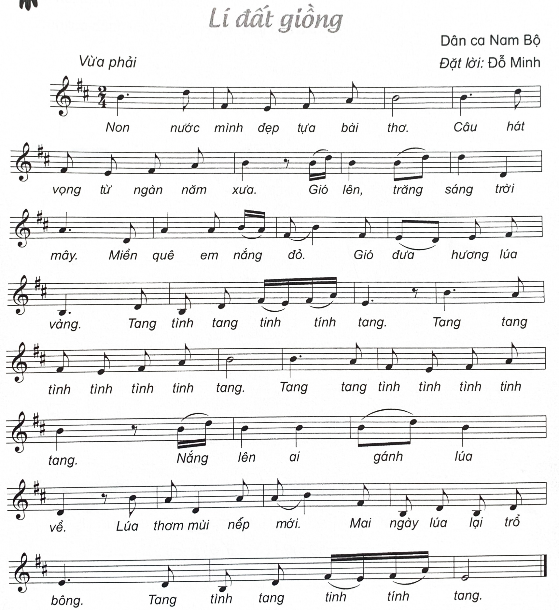 Lí đất giồng
Dân ca Nam Bộ
Vừa phải
Đặt lời: Đỗ Minh
2
4
Non nước mình đẹp tựa bài thơ. Câu hát
vọng từ ngàn năm xưa. Gió lên, trăng sáng trời
mây. Miền quê em nắng đỏ. Gió đưa hương lúa
vàng. Tang tình tang tình tính tang. Tang tang
tình tình tình tình tang. Tang tang tình tình tình tinh
tang. Nắng lên ai gánh lúa
về. Lúa thơm mùi nếp mới. Mai ngày lúa lại trổ
bông. Tang tình tang tình tính tang.